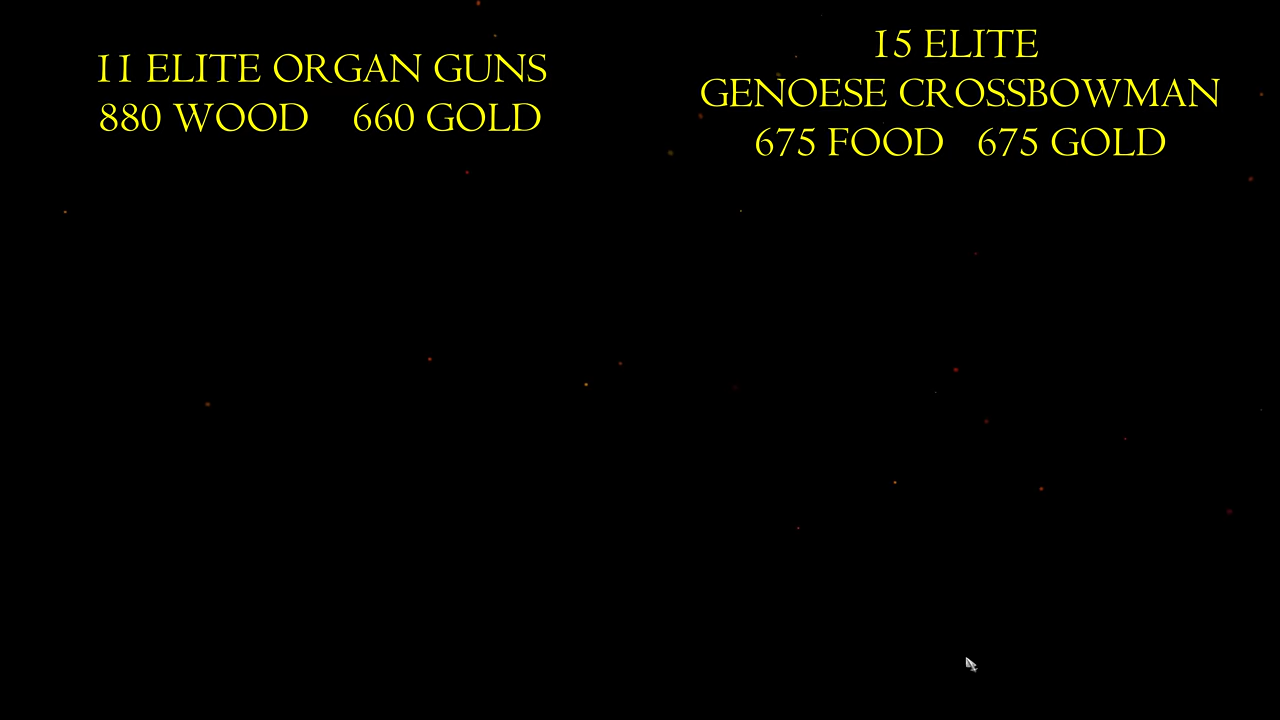 11 ELITE ORGAN GUNS
880 WOOD 660 GOLD
15 ELITE
GENOESE CROSSBOWMAN
675 FOOD 675 GOLD